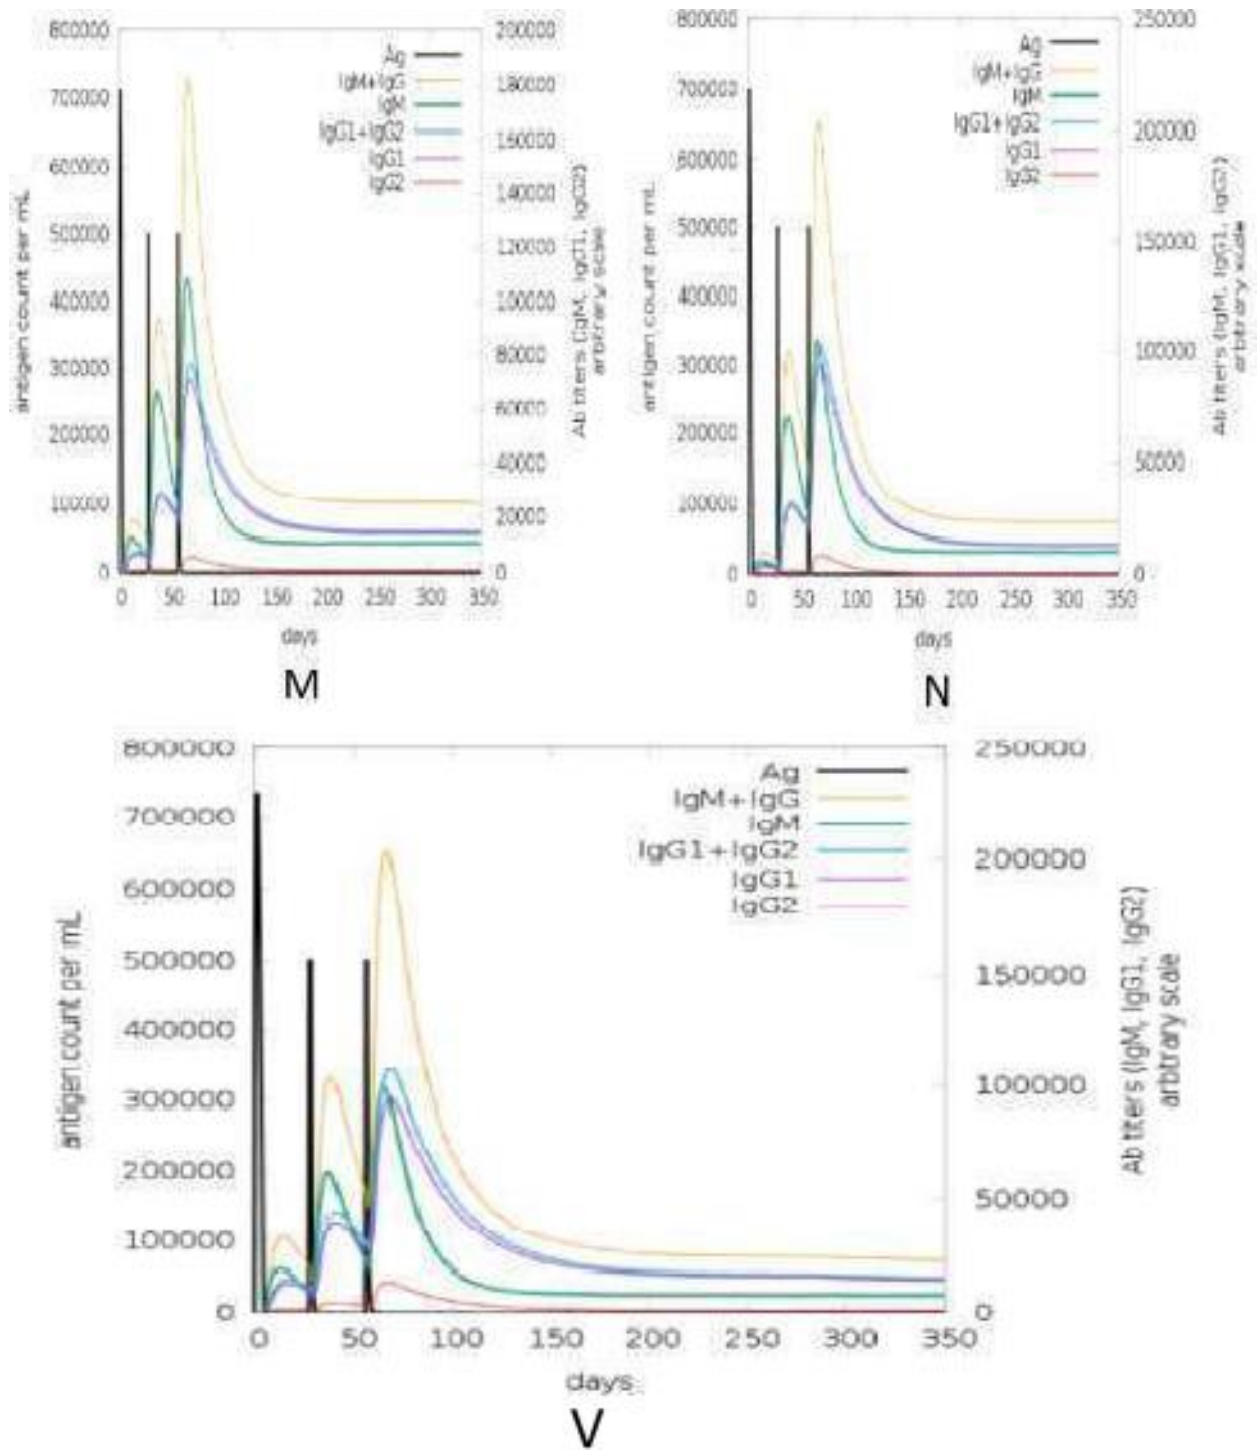 800000
700000
600000
500000
400000
300000
200000
100000
0
antigen count per mL
0 50 100 150 200 250 300 350
days
200000
180000
160000
140000
120000
100000
80000
60000
40000
20000
0
Ab titers (IgM, IgG1, IgG2)
arbitrary scale
Ag
IgM+IgG
IgM
IgG1+IgG2
IgG1
IgG2
M
800000
700000
600000
500000
400000
300000
200000
100000
0
antigen count per mL
0 50 100 150 200 250 300 350
days
250000
200000
150000
100000
50000
0
Ab titers (IgM, IgG1, IgG2)
arbitrary scale
Ag
IgM+IgG
IgM
IgG1+IgG2
IgG1
IgG2
N
800000
700000
600000
500000
400000
300000
200000
100000
0
antigen count per mL
0 50 100 150 200 250 300 350
days
250000
200000
150000
100000
50000
0
Ab titers (IgM, IgG1, IgG2)
arbtrary scale
Ag
IgM+IgG
IgM
IgG1+IgG2
IgG1
IgG2
V